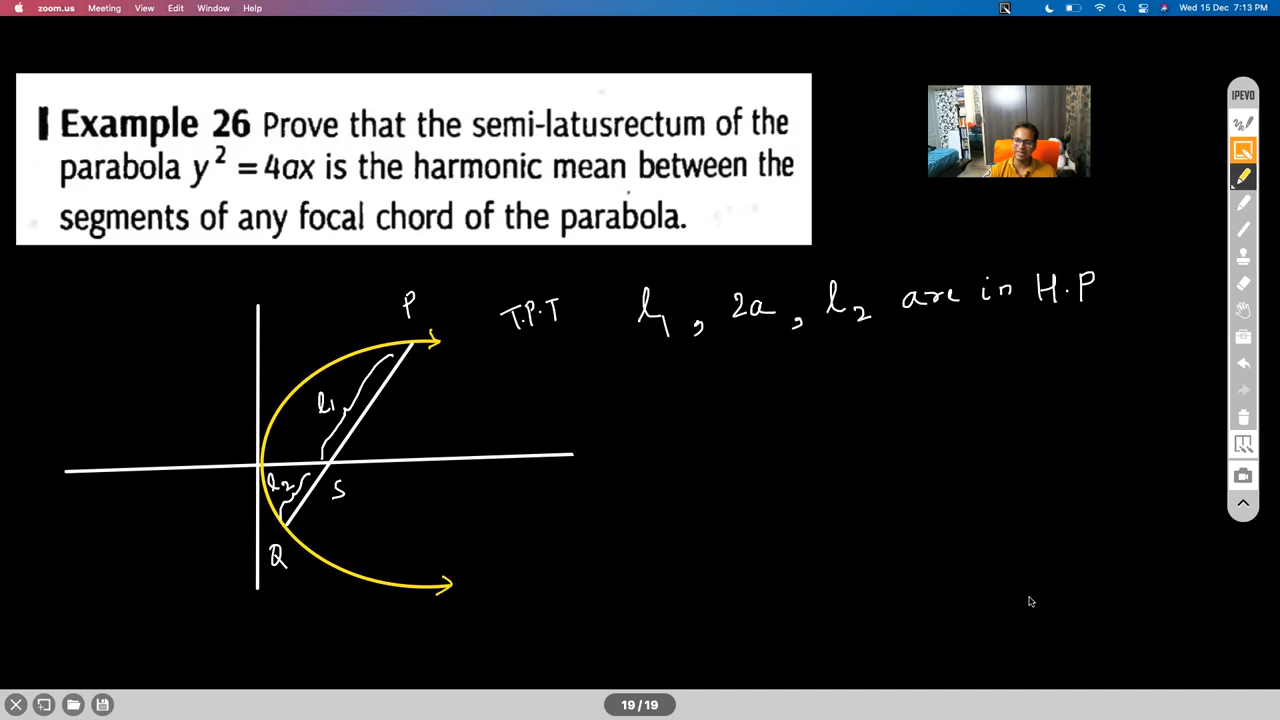 zoom.us Meeting View Edit Window Help Wed 15 Dec 7:13 PM
IPEVO
Example 26 Prove that the semi-latusrectum of the
parabola y² = 4ax is the harmonic mean between the
segments of any focal chord of the parabola.
T.P.T l₁ , 2a , l₂ are in H.P
P
l₁
l₂
S
Q
19 / 19